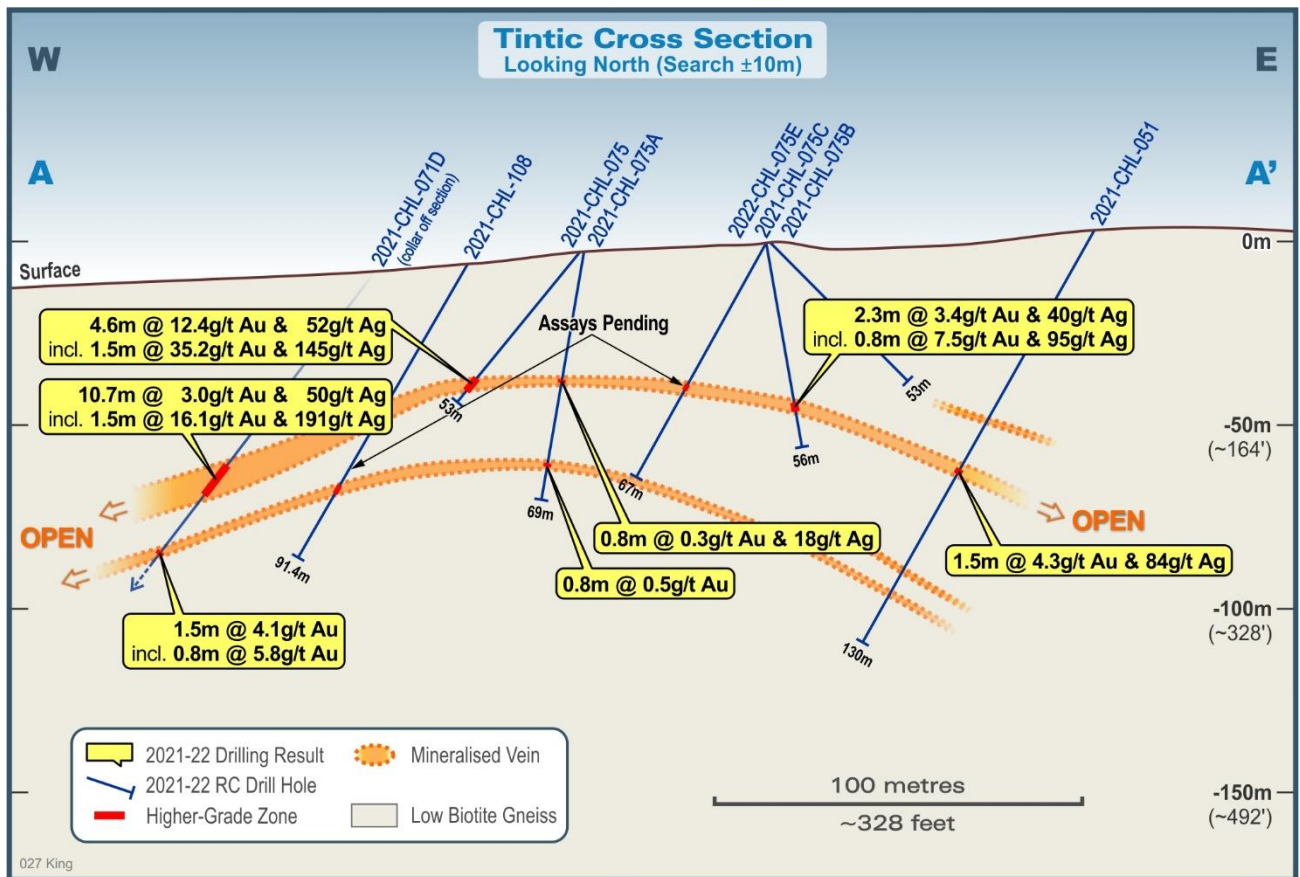 Tintic Cross Section
Looking North (Search ±10m)
W
E
A
A'
2021-CHL-071D
(collar off section)
2021-CHL-108
2021-CHL-075
2021-CHL-075A
2022-CHL-075E
2021-CHL-075C
2021-CHL-075B
2021-CHL-051
0m
Surface
4.6m @ 12.4g/t Au & 52g/t Ag
incl. 1.5m @ 35.2g/t Au & 145g/t Ag
Assays Pending
2.3m @ 3.4g/t Au & 40g/t Ag
incl. 0.8m @ 7.5g/t Au & 95g/t Ag
10.7m @ 3.0g/t Au & 50g/t Ag
incl. 1.5m @ 16.1g/t Au & 191g/t Ag
53m
53m
-50m
(~164')
56m
67m
69m
OPEN
OPEN
0.8m @ 0.3g/t Au & 18g/t Ag
1.5m @ 4.3g/t Au & 84g/t Ag
91.4m
0.8m @ 0.5g/t Au
-100m
(~328')
1.5m @ 4.1g/t Au
incl. 0.8m @ 5.8g/t Au
130m
2021-22 Drilling Result
2021-22 RC Drill Hole
Higher-Grade Zone
Mineralised Vein
Low Biotite Gneiss
100 metres
~328 feet
-150m
(~492')
027 King